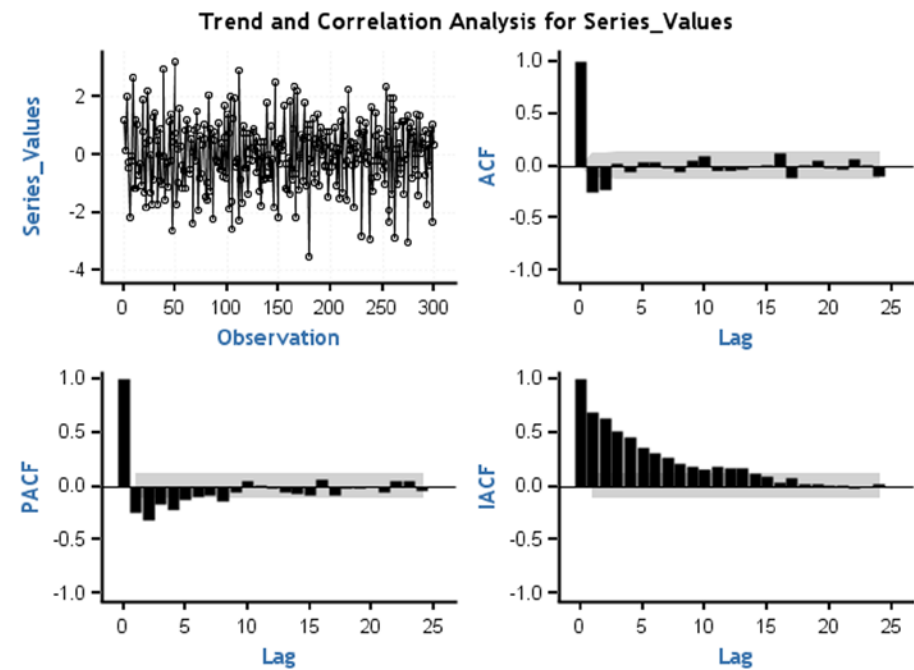 Trend and Correlation Analysis for Series_Values
Series_Values
2
0
-2
-4
0 50 100 150 200 250 300
Observation
ACF
1.0
0.5
0.0
-0.5
-1.0
0 5 10 15 20 25
Lag
PACF
1.0
0.5
0.0
-0.5
-1.0
0 5 10 15 20 25
Lag
IACF
1.0
0.5
0.0
-0.5
-1.0
0 5 10 15 20 25
Lag